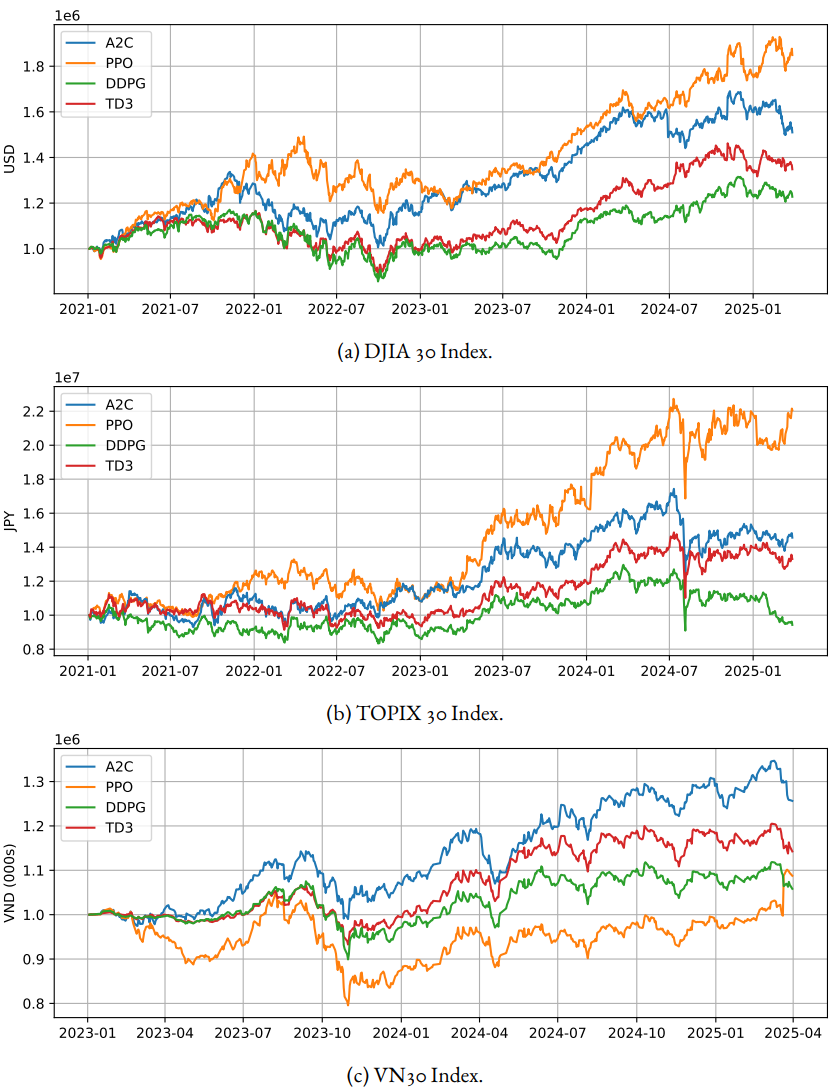 1e6
A2C
PPO
DDPG
TD3
1.8
1.6
1.4
1.2
1.0
USD
2021-01 2021-07 2022-01 2022-07 2023-01 2023-07 2024-01 2024-07 2025-01
(a) DJIA 30 Index.
1e7
A2C
PPO
DDPG
TD3
2.2
2.0
1.8
1.6
1.4
1.2
1.0
0.8
JPY
2021-01 2021-07 2022-01 2022-07 2023-01 2023-07 2024-01 2024-07 2025-01
(b) TOPIX 30 Index.
1e6
A2C
PPO
DDPG
TD3
1.3
1.2
1.1
1.0
0.9
0.8
VND (000s)
2023-01 2023-04 2023-07 2023-10 2024-01 2024-04 2024-07 2024-10 2025-01 2025-04
(c) VN30 Index.